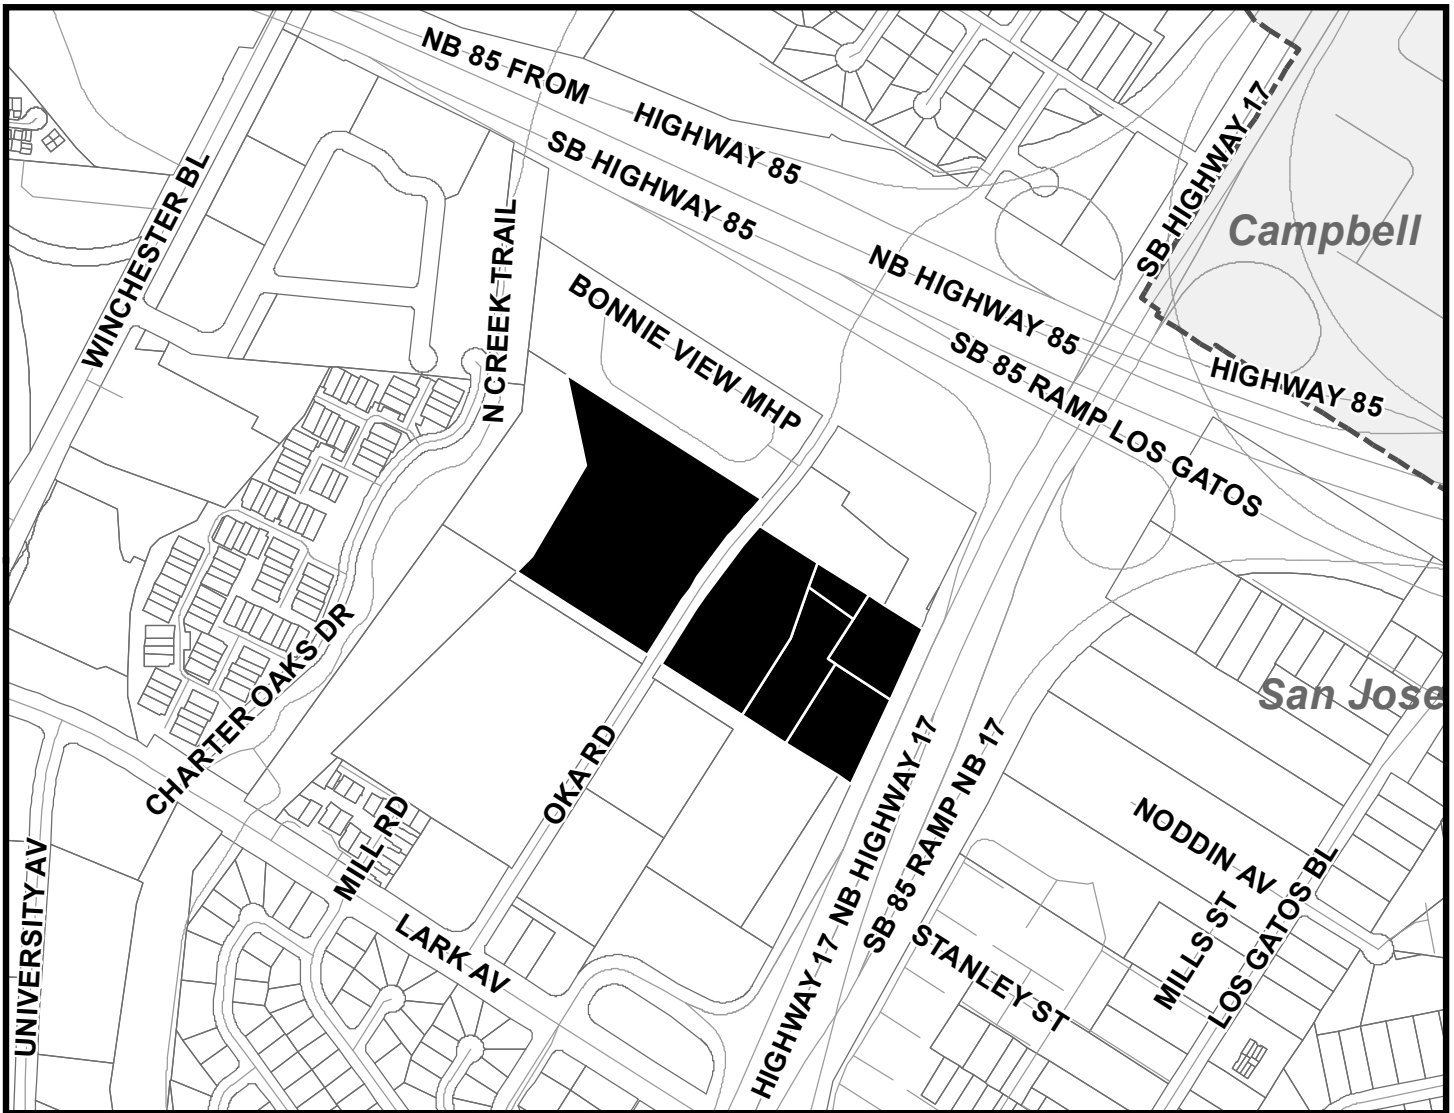 NB 85 FROM
HIGHWAY 85
SB HIGHWAY 85
SB HIGHWAY 17
Campbell
WINCHESTER BL
N CREEK TRAIL
NB HIGHWAY 85
BONNIE VIEW MHP
SB 85 RAMP LOS GATOS
HIGHWAY 85
CHARTER OAKS DR
San Jose
OKA RD
NB HIGHWAY 17
SB 85 RAMP NB 17
MILL RD
NODDIN AV
UNIVERSITY AV
LARK AV
HIGHWAY 17
STANLEY ST
MILLS ST
LOS GATOS BL